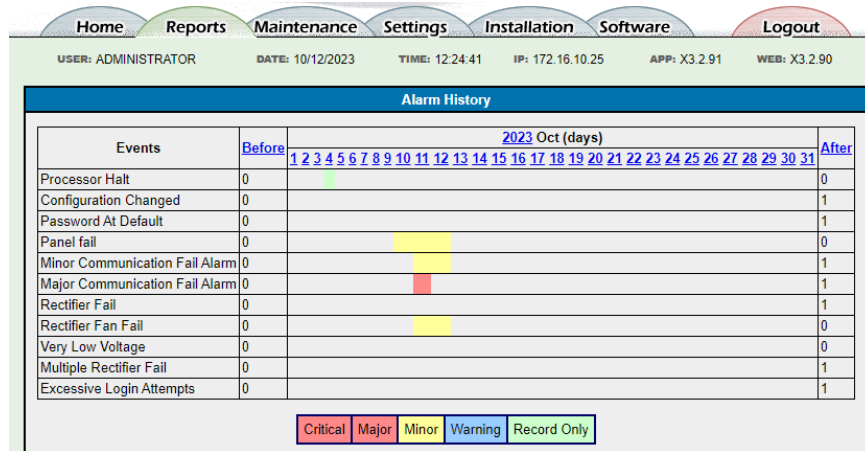 Home Reports Maintenance Settings Installation Software Logout
USER: ADMINISTRATOR DATE: 10/12/2023 TIME: 12:24:41 IP: 172.16.10.25 APP: X3.2.91 WEB: X3.2.90
Alarm History
Events Before 2023 Oct (days) After
1 2 3 4 5 6 7 8 9 10 11 12 13 14 15 16 17 18 19 20 21 22 23 24 25 26 27 28 29 30 31
Processor Halt 0 0
Configuration Changed 0 1
Password At Default 0 1
Panel fail 0 0
Minor Communication Fail Alarm 0 1
Major Communication Fail Alarm 0 1
Rectifier Fail 0 1
Rectifier Fan Fail 0 0
Very Low Voltage 0 0
Multiple Rectifier Fail 0 1
Excessive Login Attempts 0 1
Critical Major Minor Warning Record Only